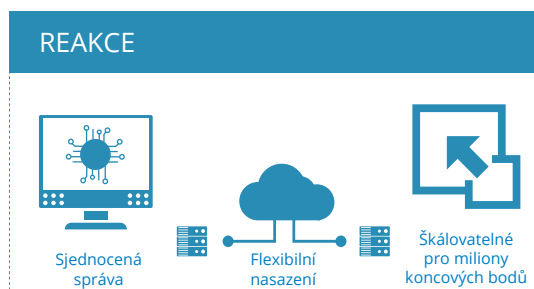 REAKCE
Sjednocená
správa
Flexibilní
nasazení
Škálovatelné
pro miliony
koncových bodů